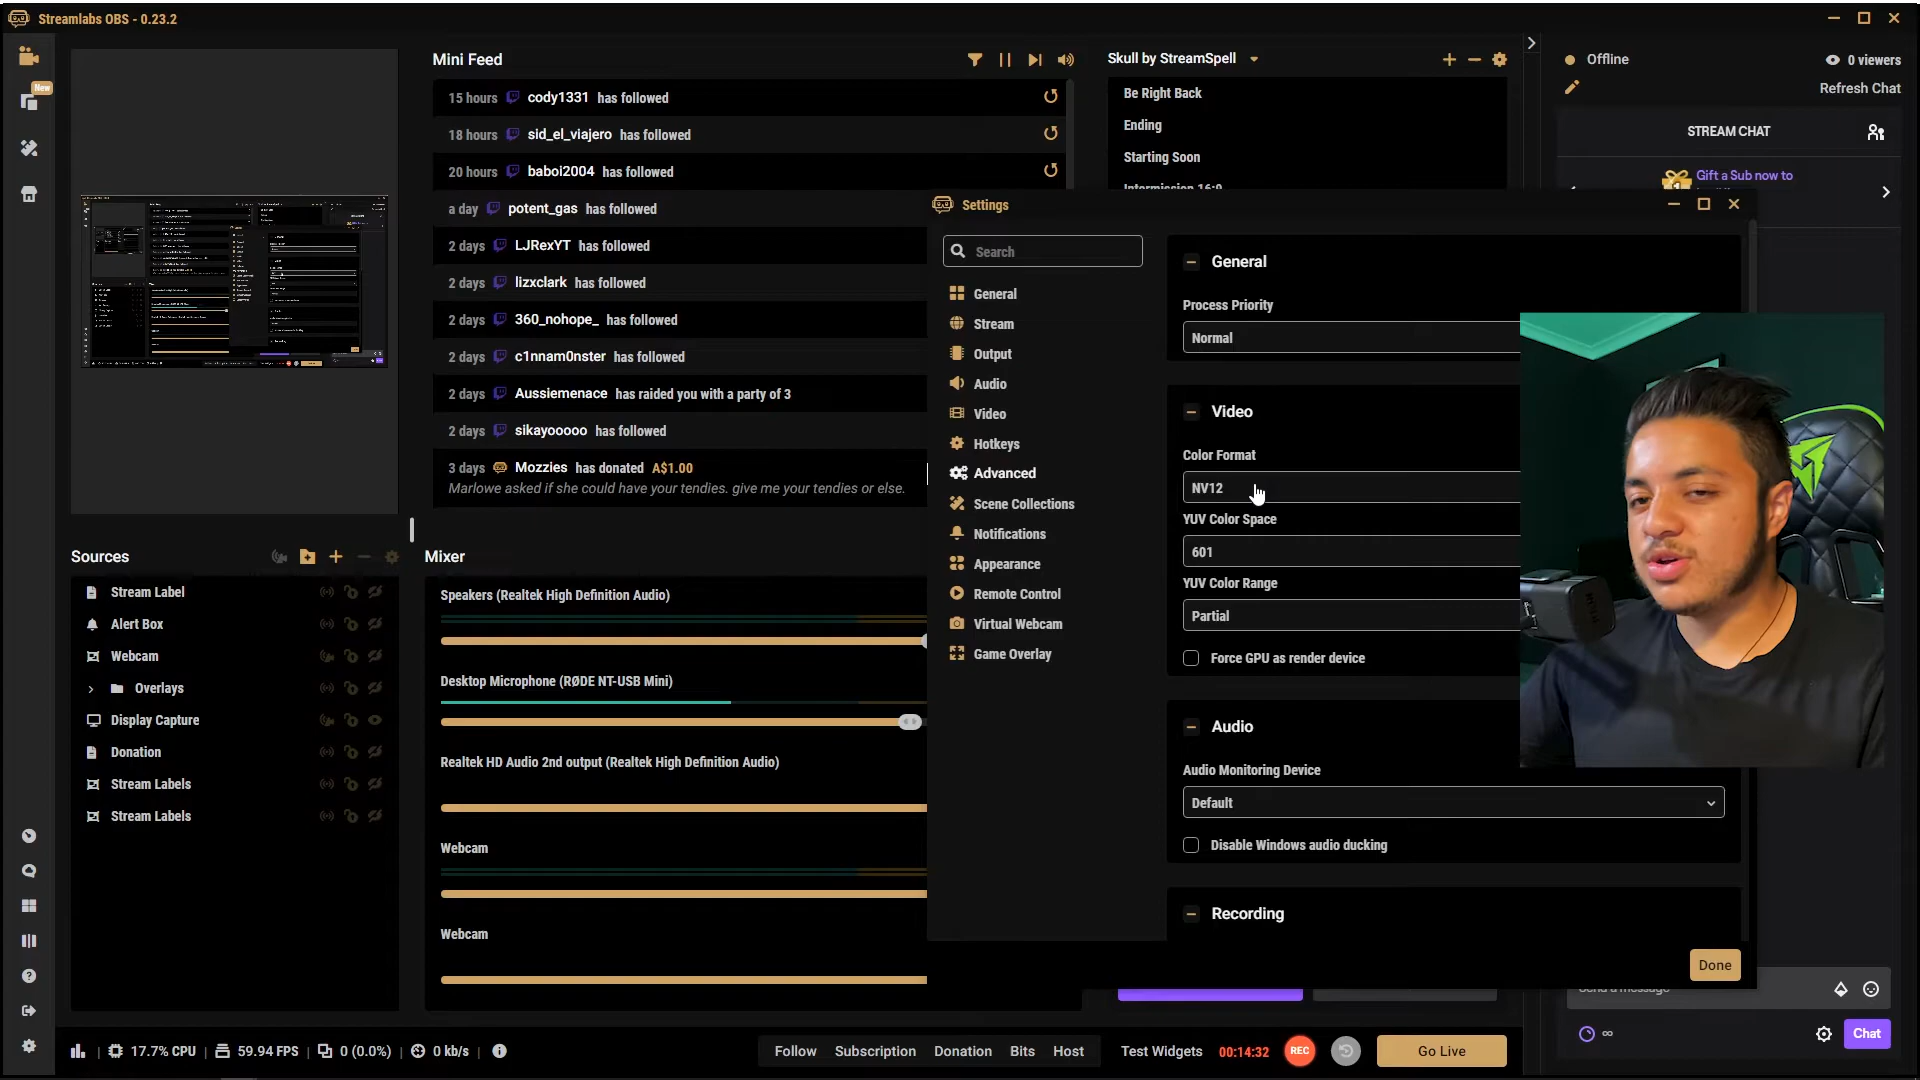 Streamlabs OBS - 0.23.2
New
Mini Feed
15 hours cody1331 has followed
18 hours sid_el_viajero has followed
20 hours baboi2004 has followed
a day potent_gas has followed
2 days LJRexYT has followed
2 days lizxclark has followed
2 days 360_nohope_ has followed
2 days c1nnam0nster has followed
2 days Aussiemenace has raided you with a party of 3
2 days sikayooooo has followed
3 days Mozzies has donated A$1.00
Marlowe asked if she could have your tendies. give me your tendies or else.
Skull by StreamSpell
Be Right Back
Ending
Starting Soon
Intermission 16:9
Offline
0 viewers
Refresh Chat
STREAM CHAT
Gift a Sub now to
Settings
Search
General
Stream
Output
Audio
Video
Hotkeys
Advanced
Scene Collections
Notifications
Appearance
Remote Control
Virtual Webcam
Game Overlay
General
Process Priority
Normal
Video
Color Format
NV12
YUV Color Space
601
YUV Color Range
Partial
Force GPU as render device
Audio
Audio Monitoring Device
Default
Disable Windows audio ducking
Recording
Done
Sources
Stream Label
Alert Box
Webcam
Overlays
Display Capture
Donation
Stream Labels
Stream Labels
Mixer
Speakers (Realtek High Definition Audio)
Desktop Microphone (RØDE NT-USB Mini)
Realtek HD Audio 2nd output (Realtek High Definition Audio)
Webcam
Webcam
Send a message
Chat
17.7% CPU
59.94 FPS
0 (0.0%)
0 kb/s
Follow Subscription Donation Bits Host
Test Widgets
00:14:32
REC
Go Live